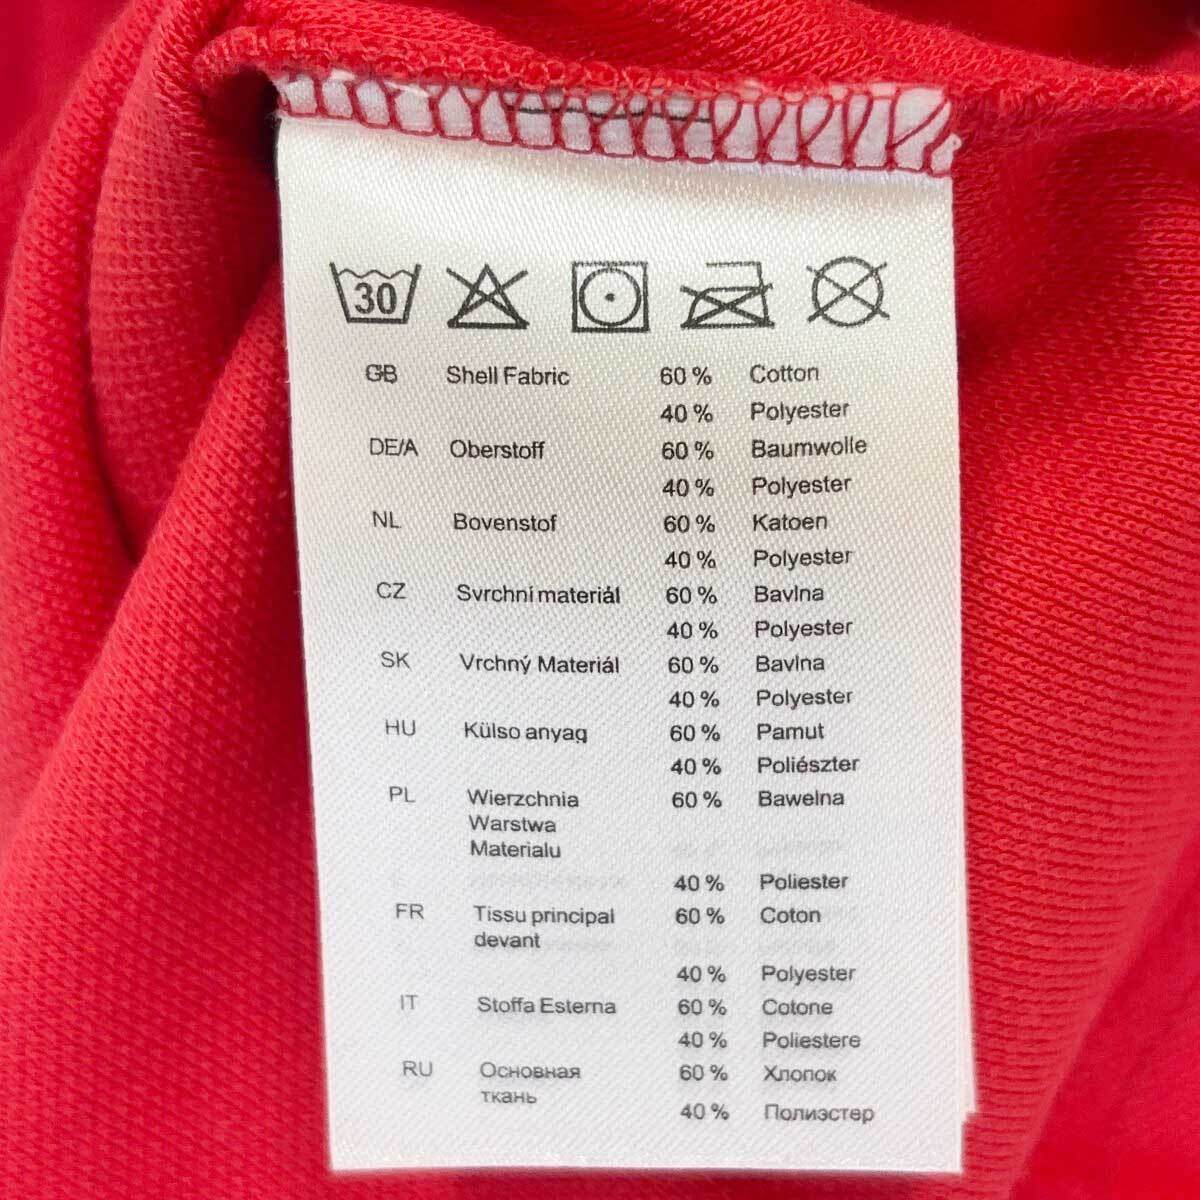 30
GB Shell Fabric 60 % Cotton
40 % Polyester
DE/A Oberstoff 60 % Baumwolle
40 % Polyester
NL Bovenstof 60 % Katoen
40 % Polyester
CZ Svrchní materiál 60 % Bavlna
40 % Polyester
SK Vrchný Materiál 60 % Bavlna
40 % Polyester
HU Külso anyag 60 % Pamut
40 % Poliészter
PL Wierzchnia 60 % Bawełna
Warstwa
Materialu
40 % Poliester
FR Tissu principal 60 % Coton
devant
40 % Polyester
IT Stoffa Esterna 60 % Cotone
40 % Poliestere
RU Основная 60 % Хлопок
ткань
40 % Полиэстер